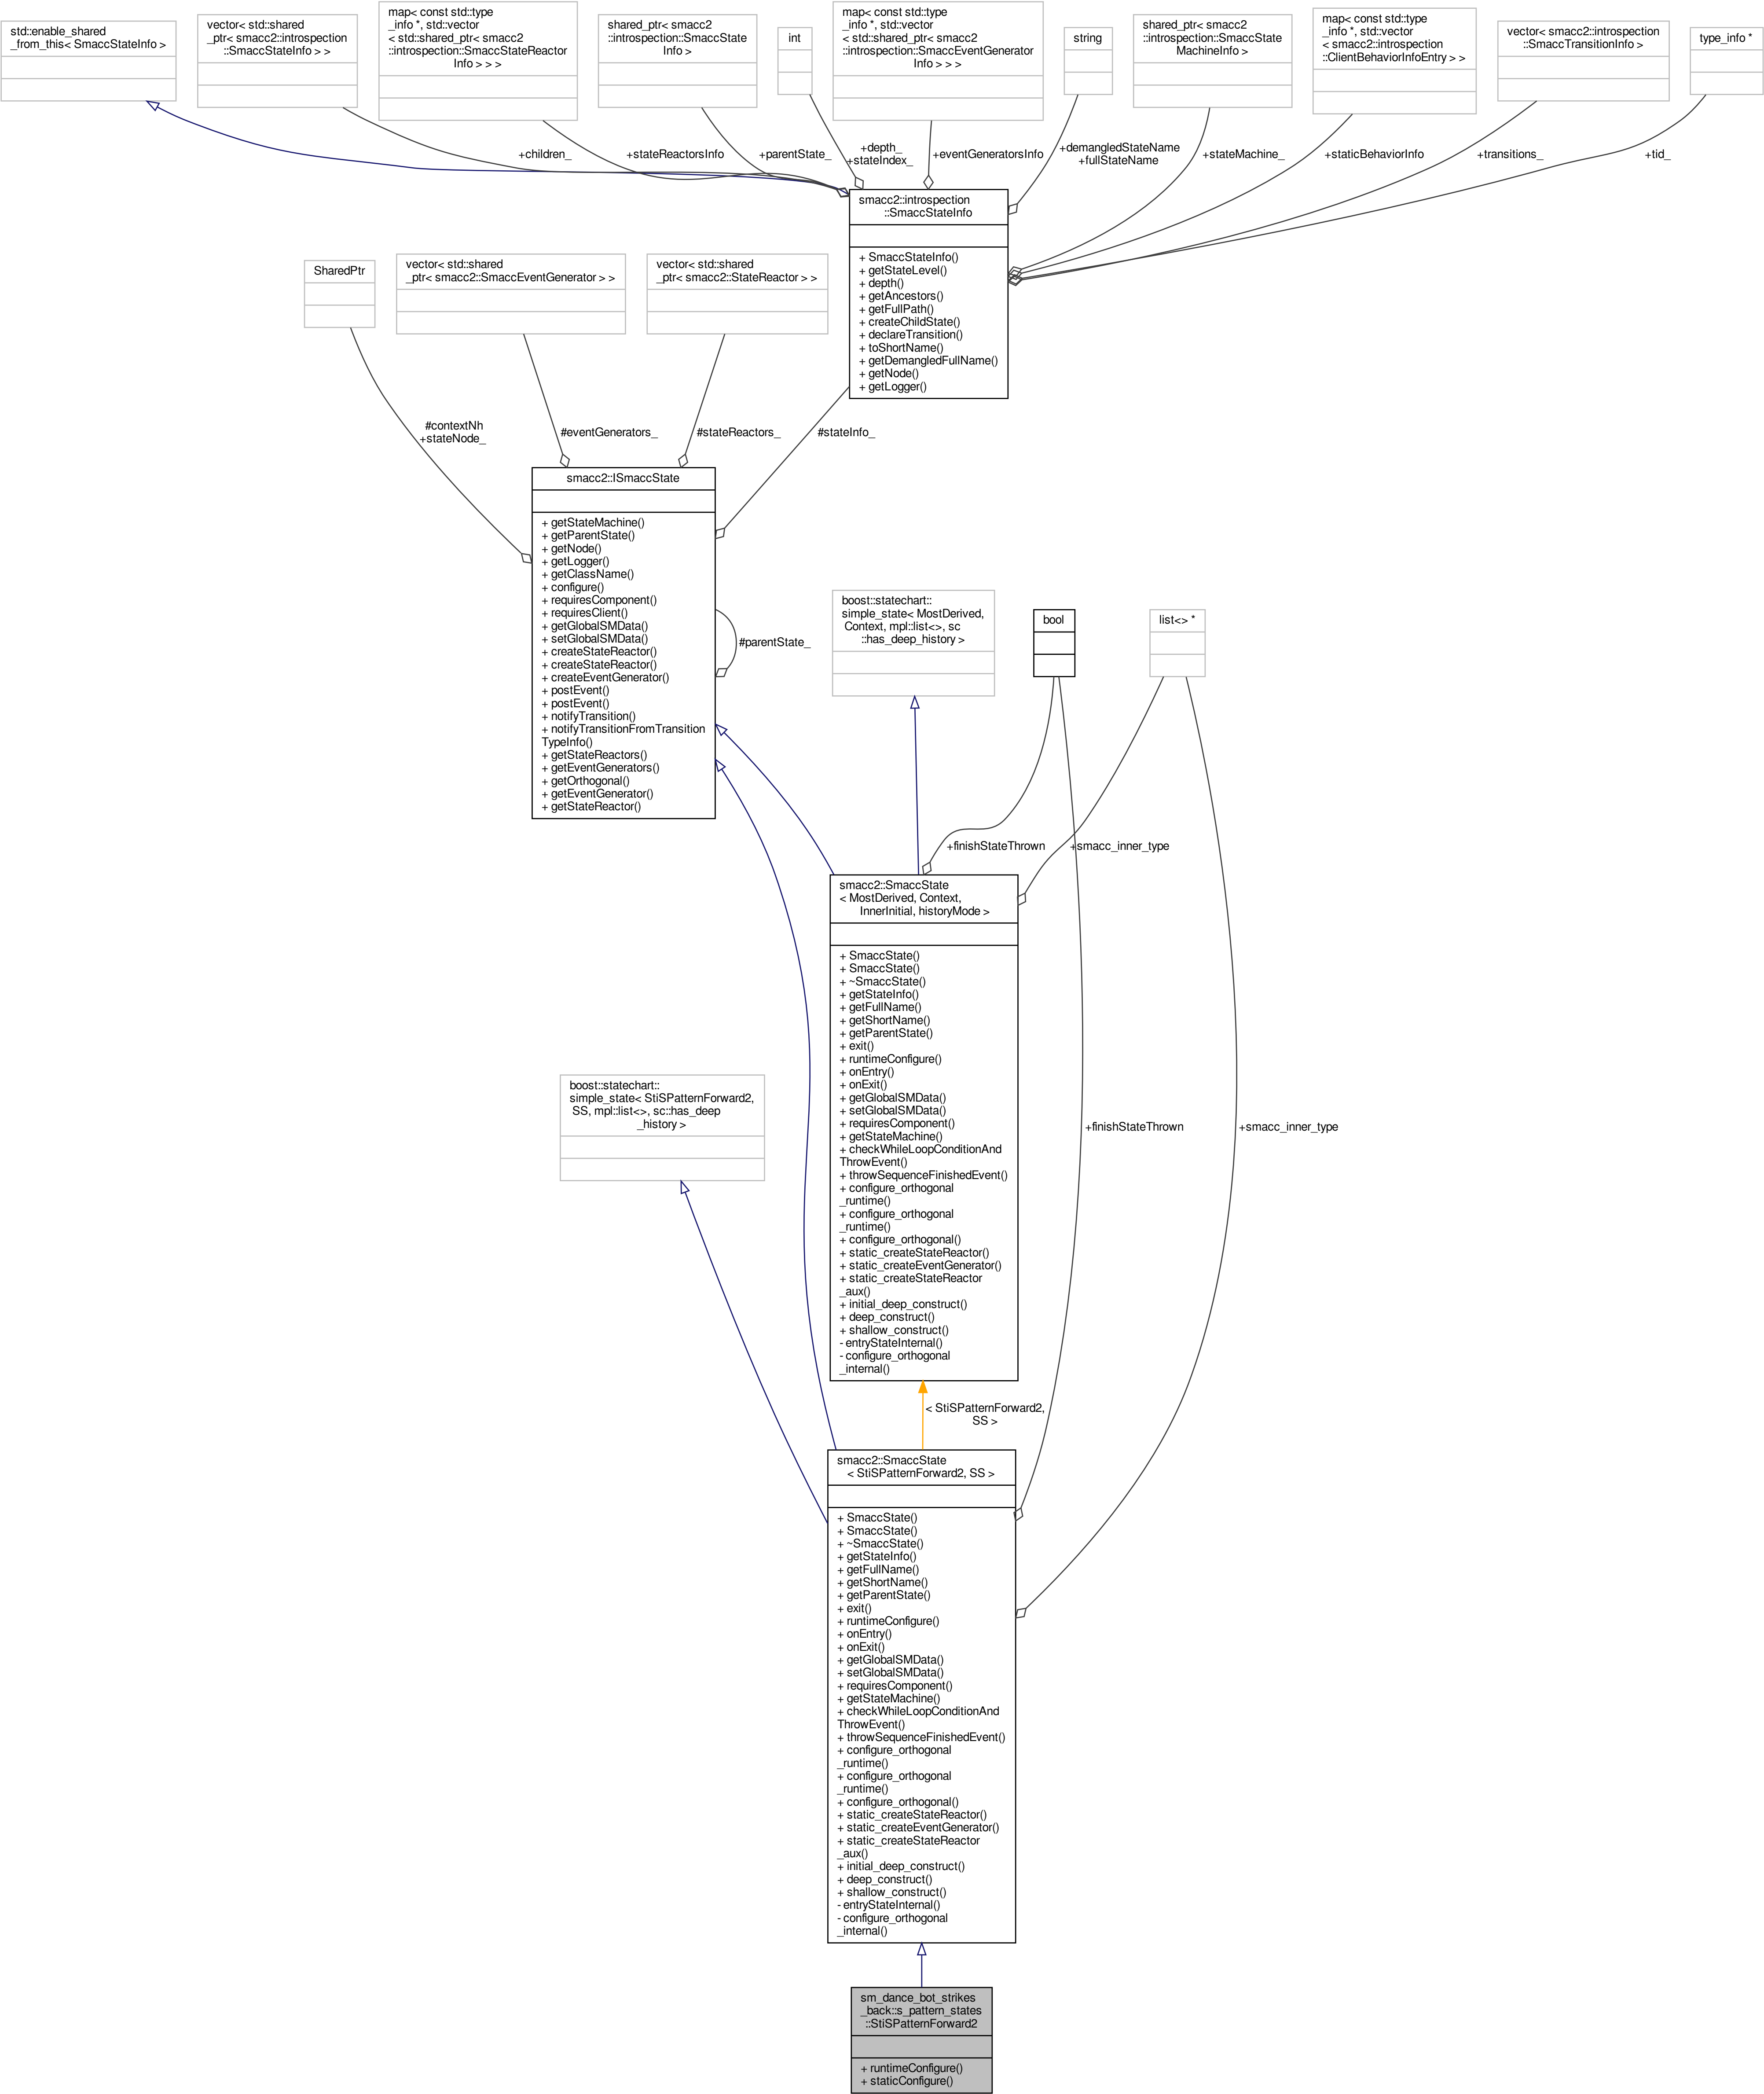 std::enable_shared
_from_this< SmaccStateInfo >
vector< std::shared
_ptr< smacc2::introspection
::SmaccStateInfo > >
map< const std::type
_info *, std::vector
< std::shared_ptr< smacc2
::introspection::SmaccStateReactor
Info > > >
shared_ptr< smacc2
::introspection::SmaccState
Info >
int
map< const std::type
_info *, std::vector
< std::shared_ptr< smacc2
::introspection::SmaccEventGenerator
Info > > >
string
shared_ptr< smacc2
::introspection::SmaccState
MachineInfo >
map< const std::type
_info *, std::vector
< smacc2::introspection
::ClientBehaviorInfoEntry > >
vector< smacc2::introspection
::SmaccTransitionInfo >
type_info *
+children_
+stateReactorsInfo
+parentState_
+depth_
+stateIndex_
+eventGeneratorsInfo
+demangledStateName
+fullStateName
+stateMachine_
+staticBehaviorInfo
+transitions_
+tid_
smacc2::introspection
::SmaccStateInfo
+ SmaccStateInfo()
+ getStateLevel()
+ depth()
+ getAncestors()
+ getFullPath()
+ createChildState()
+ declareTransition()
+ toShortName()
+ getDemangledFullName()
+ getNode()
+ getLogger()
SharedPtr
vector< std::shared
_ptr< smacc2::SmaccEventGenerator > >
vector< std::shared
_ptr< smacc2::StateReactor > >
#contextNh
+stateNode_
#eventGenerators_
#stateReactors_
#stateInfo_
smacc2::ISmaccState
+ getStateMachine()
+ getParentState()
+ getNode()
+ getLogger()
+ getClassName()
+ configure()
+ requiresComponent()
+ requiresClient()
+ getGlobalSMData()
+ setGlobalSMData()
+ createStateReactor()
+ createStateReactor()
+ createEventGenerator()
+ postEvent()
+ postEvent()
+ notifyTransition()
+ notifyTransitionFromTransition
TypeInfo()
+ getStateReactors()
+ getEventGenerators()
+ getOrthogonal()
+ getEventGenerator()
+ getStateReactor()
#parentState_
boost::statechart::
simple_state< MostDerived,
Context, mpl::list<>, sc
::has_deep_history >
bool
list<> *
+finishStateThrown
+smacc_inner_type
smacc2::SmaccState
< MostDerived, Context,
InnerInitial, historyMode >
+ SmaccState()
+ SmaccState()
+ ~SmaccState()
+ getStateInfo()
+ getFullName()
+ getShortName()
+ getParentState()
+ exit()
+ runtimeConfigure()
+ onEntry()
+ onExit()
+ getGlobalSMData()
+ setGlobalSMData()
+ requiresComponent()
+ getStateMachine()
+ checkWhileLoopConditionAnd
ThrowEvent()
+ throwSequenceFinishedEvent()
+ configure_orthogonal
_runtime()
+ configure_orthogonal
_runtime()
+ configure_orthogonal()
+ static_createStateReactor()
+ static_createEventGenerator()
+ static_createStateReactor
_aux()
+ initial_deep_construct()
+ deep_construct()
+ shallow_construct()
- entryStateInternal()
- configure_orthogonal
_internal()
boost::statechart::
simple_state< StiSPatternForward2,
SS, mpl::list<>, sc::has_deep
_history >
+finishStateThrown
+smacc_inner_type
< StiSPatternForward2,
SS >
smacc2::SmaccState
< StiSPatternForward2, SS >
+ SmaccState()
+ SmaccState()
+ ~SmaccState()
+ getStateInfo()
+ getFullName()
+ getShortName()
+ getParentState()
+ exit()
+ runtimeConfigure()
+ onEntry()
+ onExit()
+ getGlobalSMData()
+ setGlobalSMData()
+ requiresComponent()
+ getStateMachine()
+ checkWhileLoopConditionAnd
ThrowEvent()
+ throwSequenceFinishedEvent()
+ configure_orthogonal
_runtime()
+ configure_orthogonal
_runtime()
+ configure_orthogonal()
+ static_createStateReactor()
+ static_createEventGenerator()
+ static_createStateReactor
_aux()
+ initial_deep_construct()
+ deep_construct()
+ shallow_construct()
- entryStateInternal()
- configure_orthogonal
_internal()
sm_dance_bot_strikes
_back::s_pattern_states
::StiSPatternForward2
+ runtimeConfigure()
+ staticConfigure()